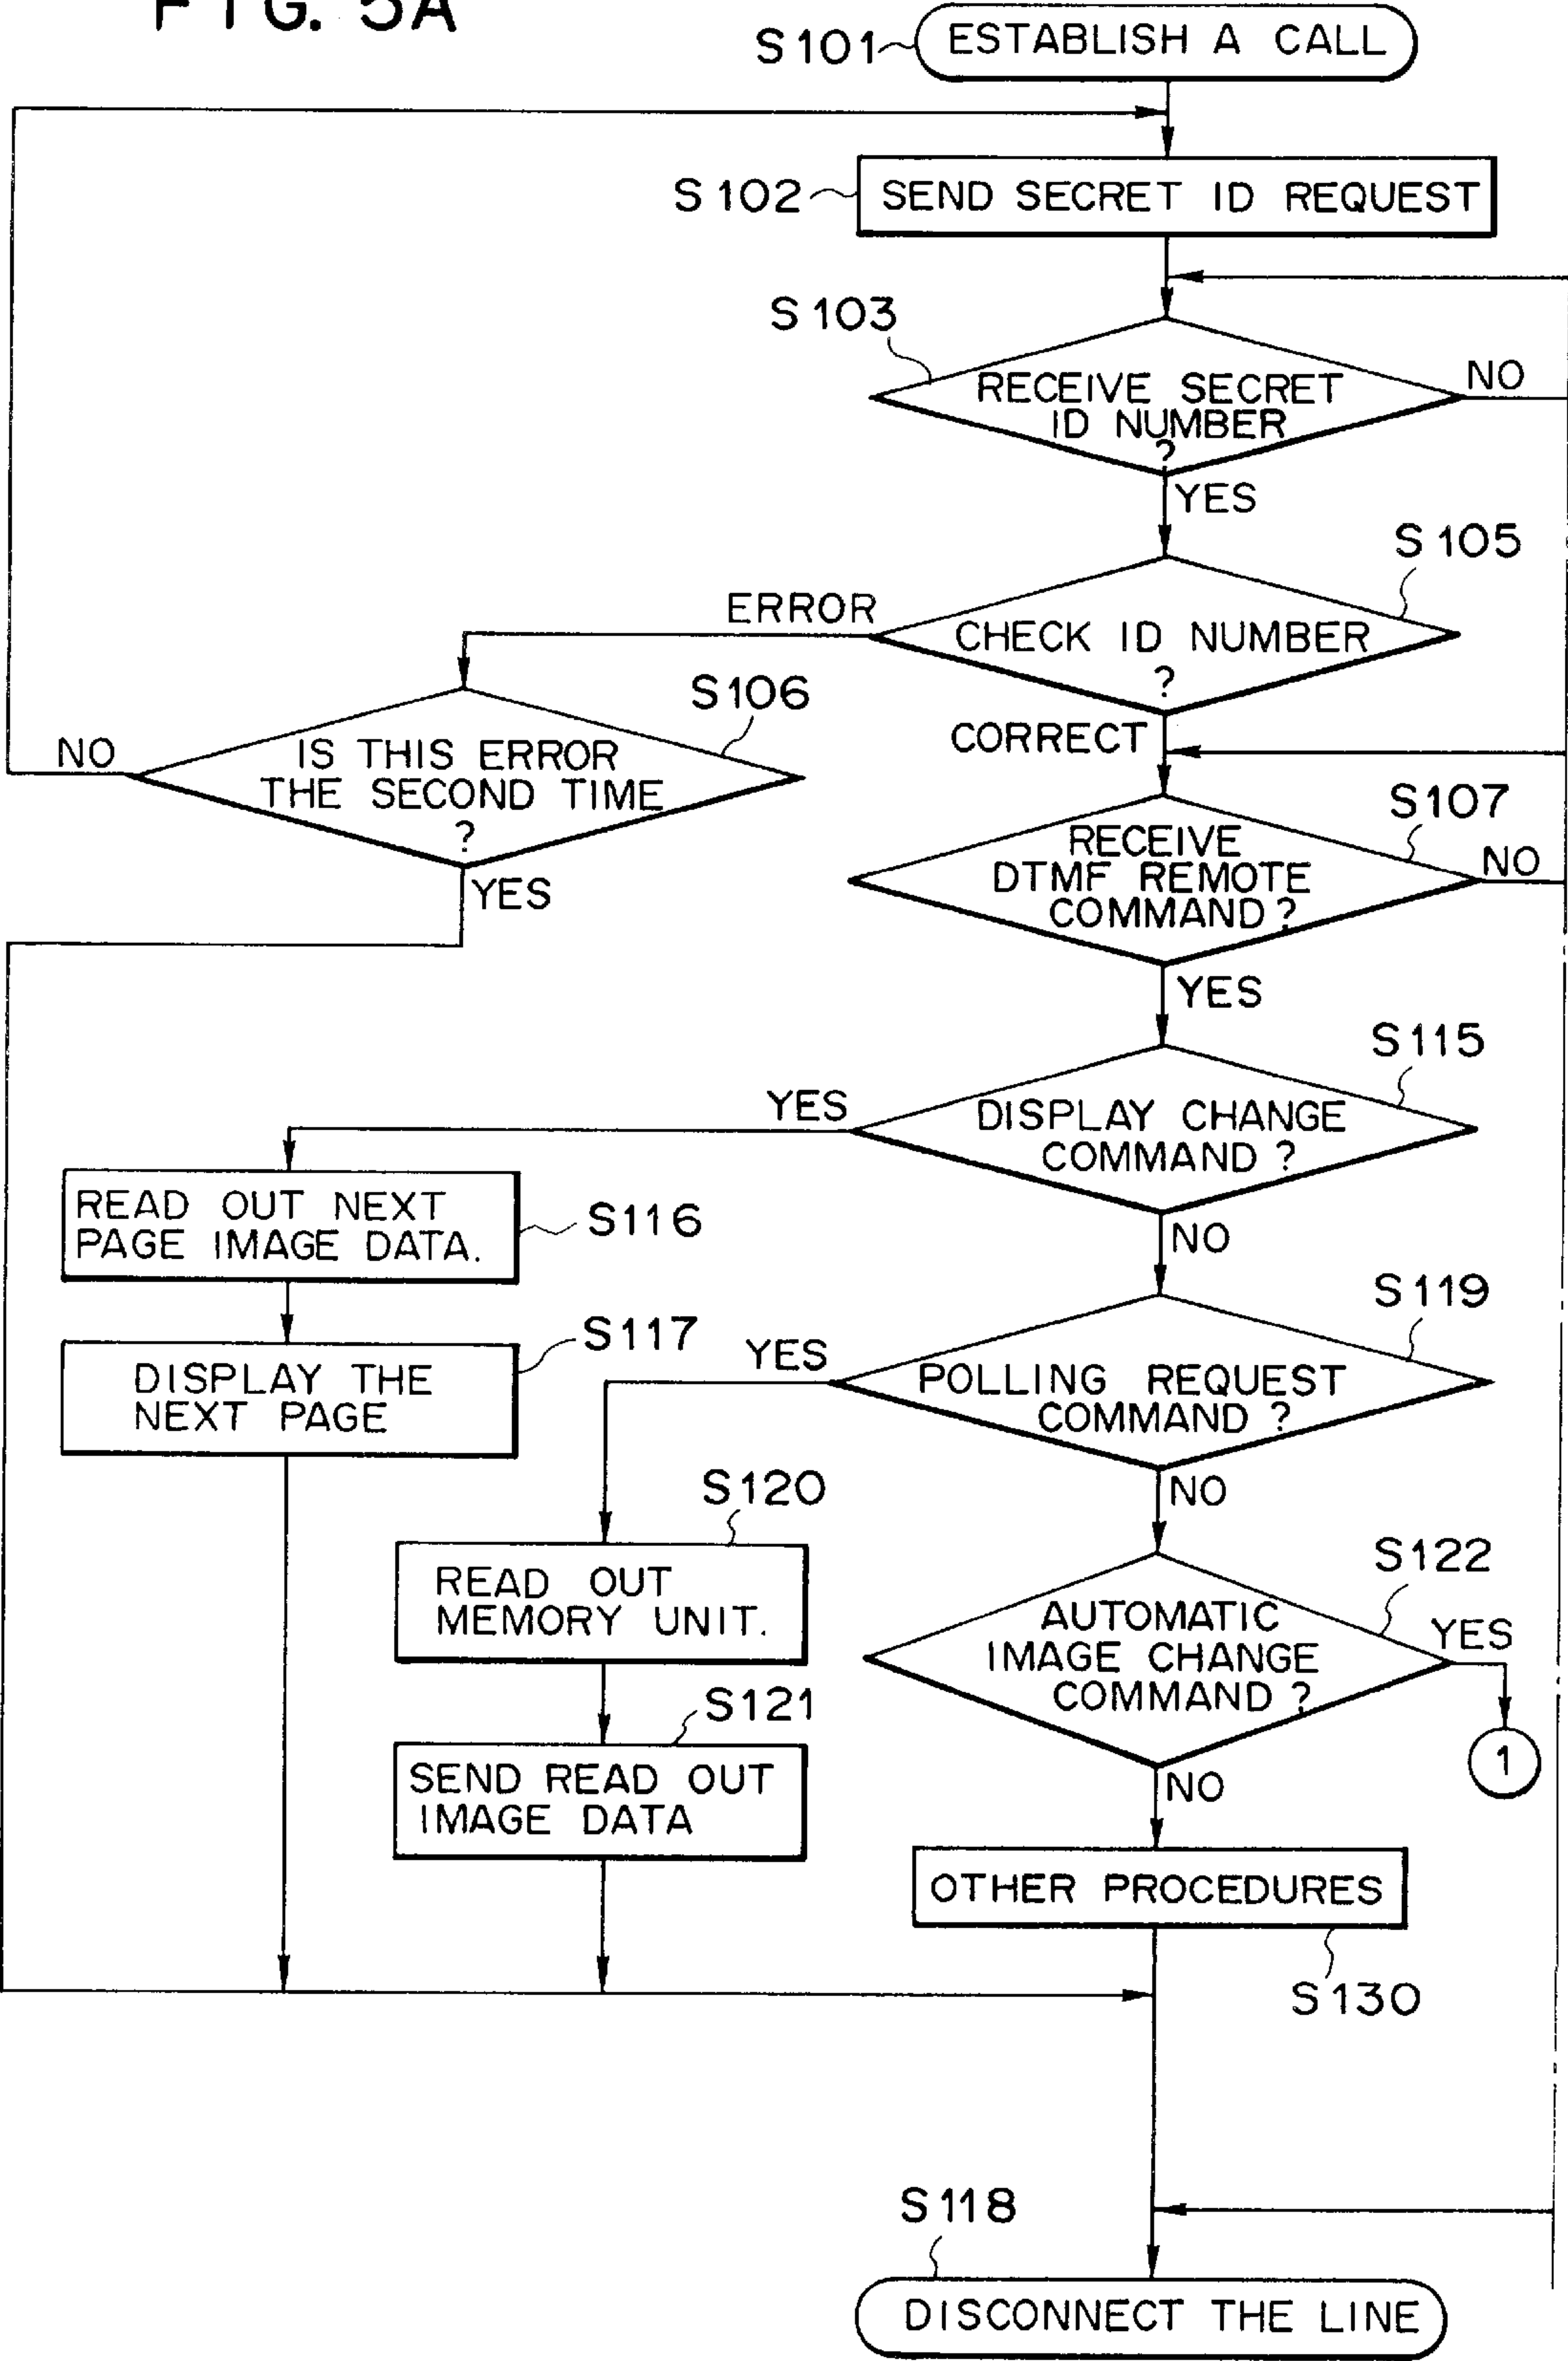 FIG. 5A
S101
ESTABLISH A CALL
S102
SEND SECRET ID REQUEST
S103
RECEIVE SECRET
ID NUMBER
?
NO
YES
S105
ERROR
CHECK ID NUMBER
?
S106
CORRECT
NO
IS THIS ERROR
THE SECOND TIME
?
YES
S107
RECEIVE
DTMF REMOTE
COMMAND?
NO
YES
S115
YES
DISPLAY CHANGE
COMMAND?
NO
READ OUT NEXT
PAGE IMAGE DATA.
S116
S119
S117
DISPLAY THE
NEXT PAGE
YES
POLLING REQUEST
COMMAND?
NO
S120
READ OUT
MEMORY UNIT.
S122
AUTOMATIC
IMAGE CHANGE
COMMAND?
YES
1
NO
S121
SEND READ OUT
IMAGE DATA
OTHER PROCEDURES
S130
S118
DISCONNECT THE LINE